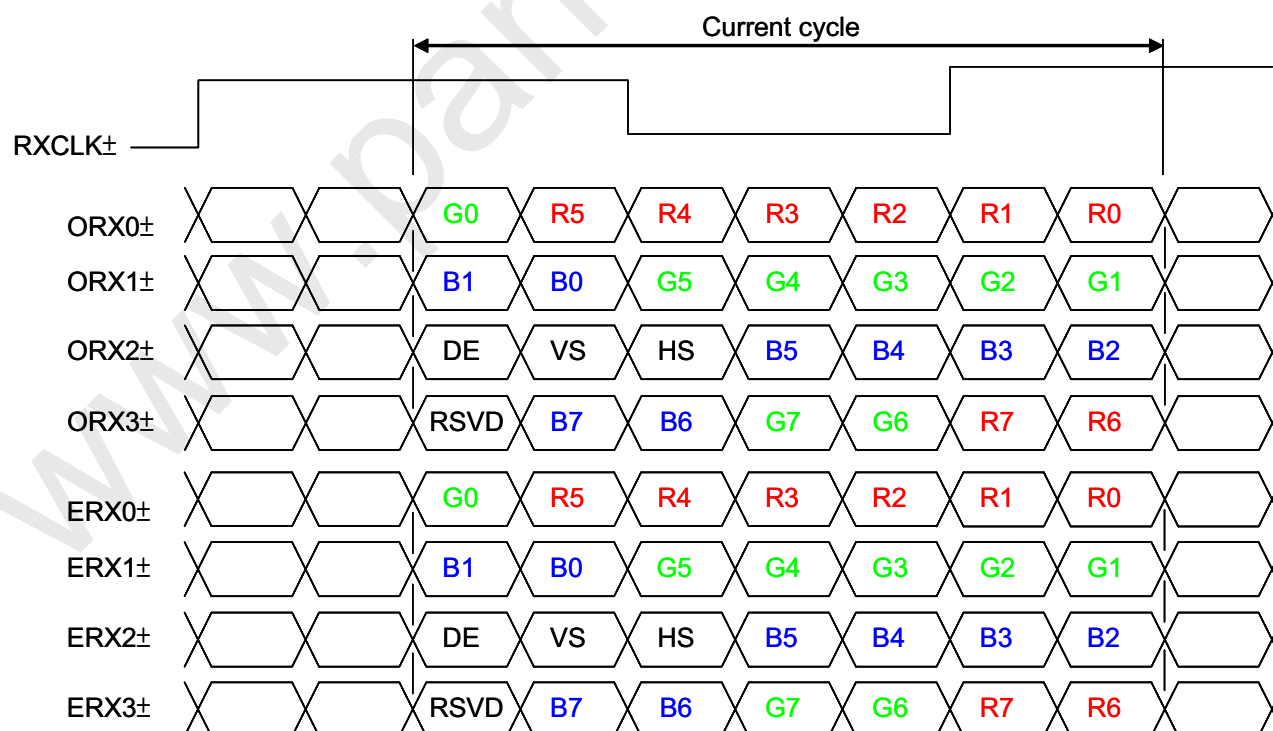 Current cycle
RXCLK±
ORX0± G0 R5 R4 R3 R2 R1 R0
ORX1± B1 B0 G5 G4 G3 G2 G1
ORX2± DE VS HS B5 B4 B3 B2
ORX3± RSVD B7 B6 G7 G6 R7 R6
ERX0± G0 R5 R4 R3 R2 R1 R0
ERX1± B1 B0 G5 G4 G3 G2 G1
ERX2± DE VS HS B5 B4 B3 B2
ERX3± RSVD B7 B6 G7 G6 R7 R6
www.pan